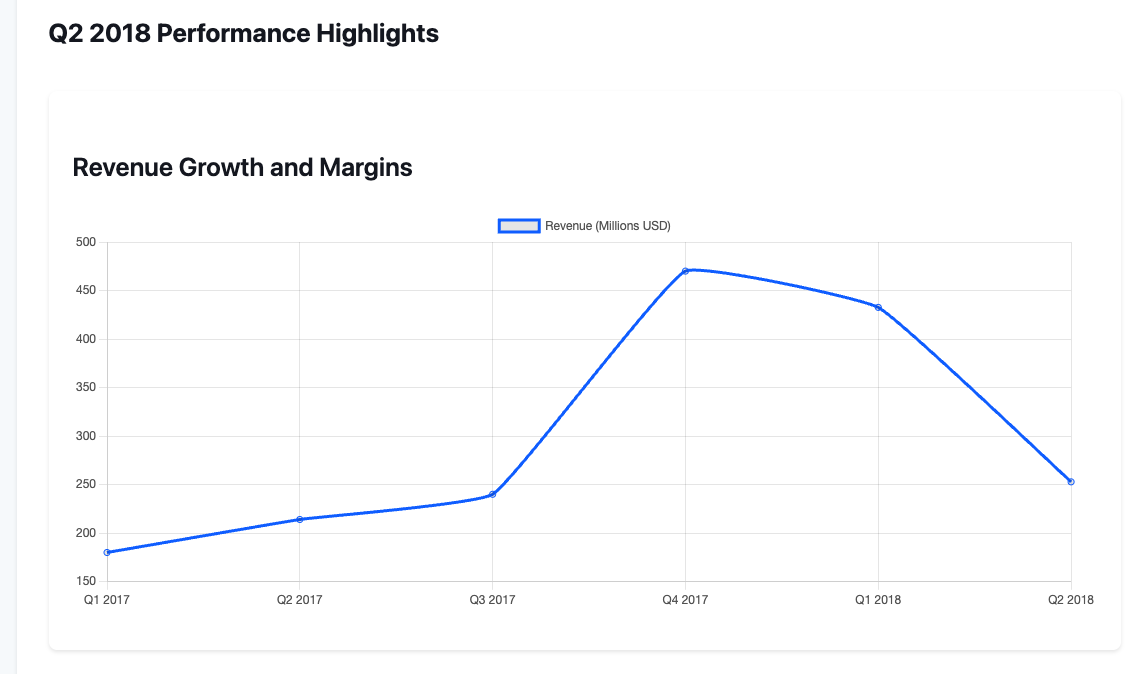 Q2 2018 Performance Highlights
Revenue Growth and Margins
Revenue (Millions USD)
500
450
400
350
300
250
200
150
Q1 2017 Q2 2017 Q3 2017 Q4 2017 Q1 2018 Q2 2018